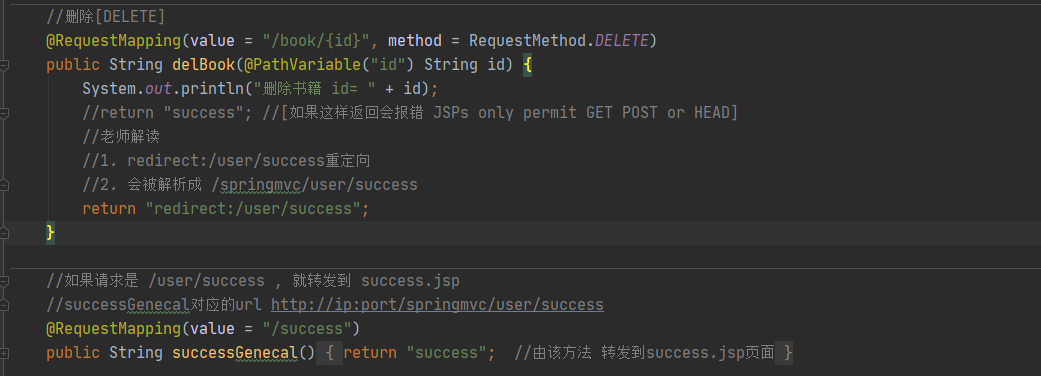 //删除[DELETE]
@RequestMapping(value = "/book/{id}", method = RequestMethod.DELETE)
public String delBook(@PathVariable("id") String id) {
System.out.println("删除书籍 id= " + id);
//return "success"; //[如果这样返回会报错 JSPs only permit GET POST or HEAD]
//老师解读
//1. redirect:/user/success重定向
//2. 会被解析成 /springmvc/user/success
return "redirect:/user/success";
}
//如果请求是 /user/success , 就转发到 success.jsp
//successGenecal对应的url http://ip:port/springmvc/user/success
@RequestMapping(value = "/success")
public String successGenecal() { return "success"; //由该方法 转发到success.jsp页面 }